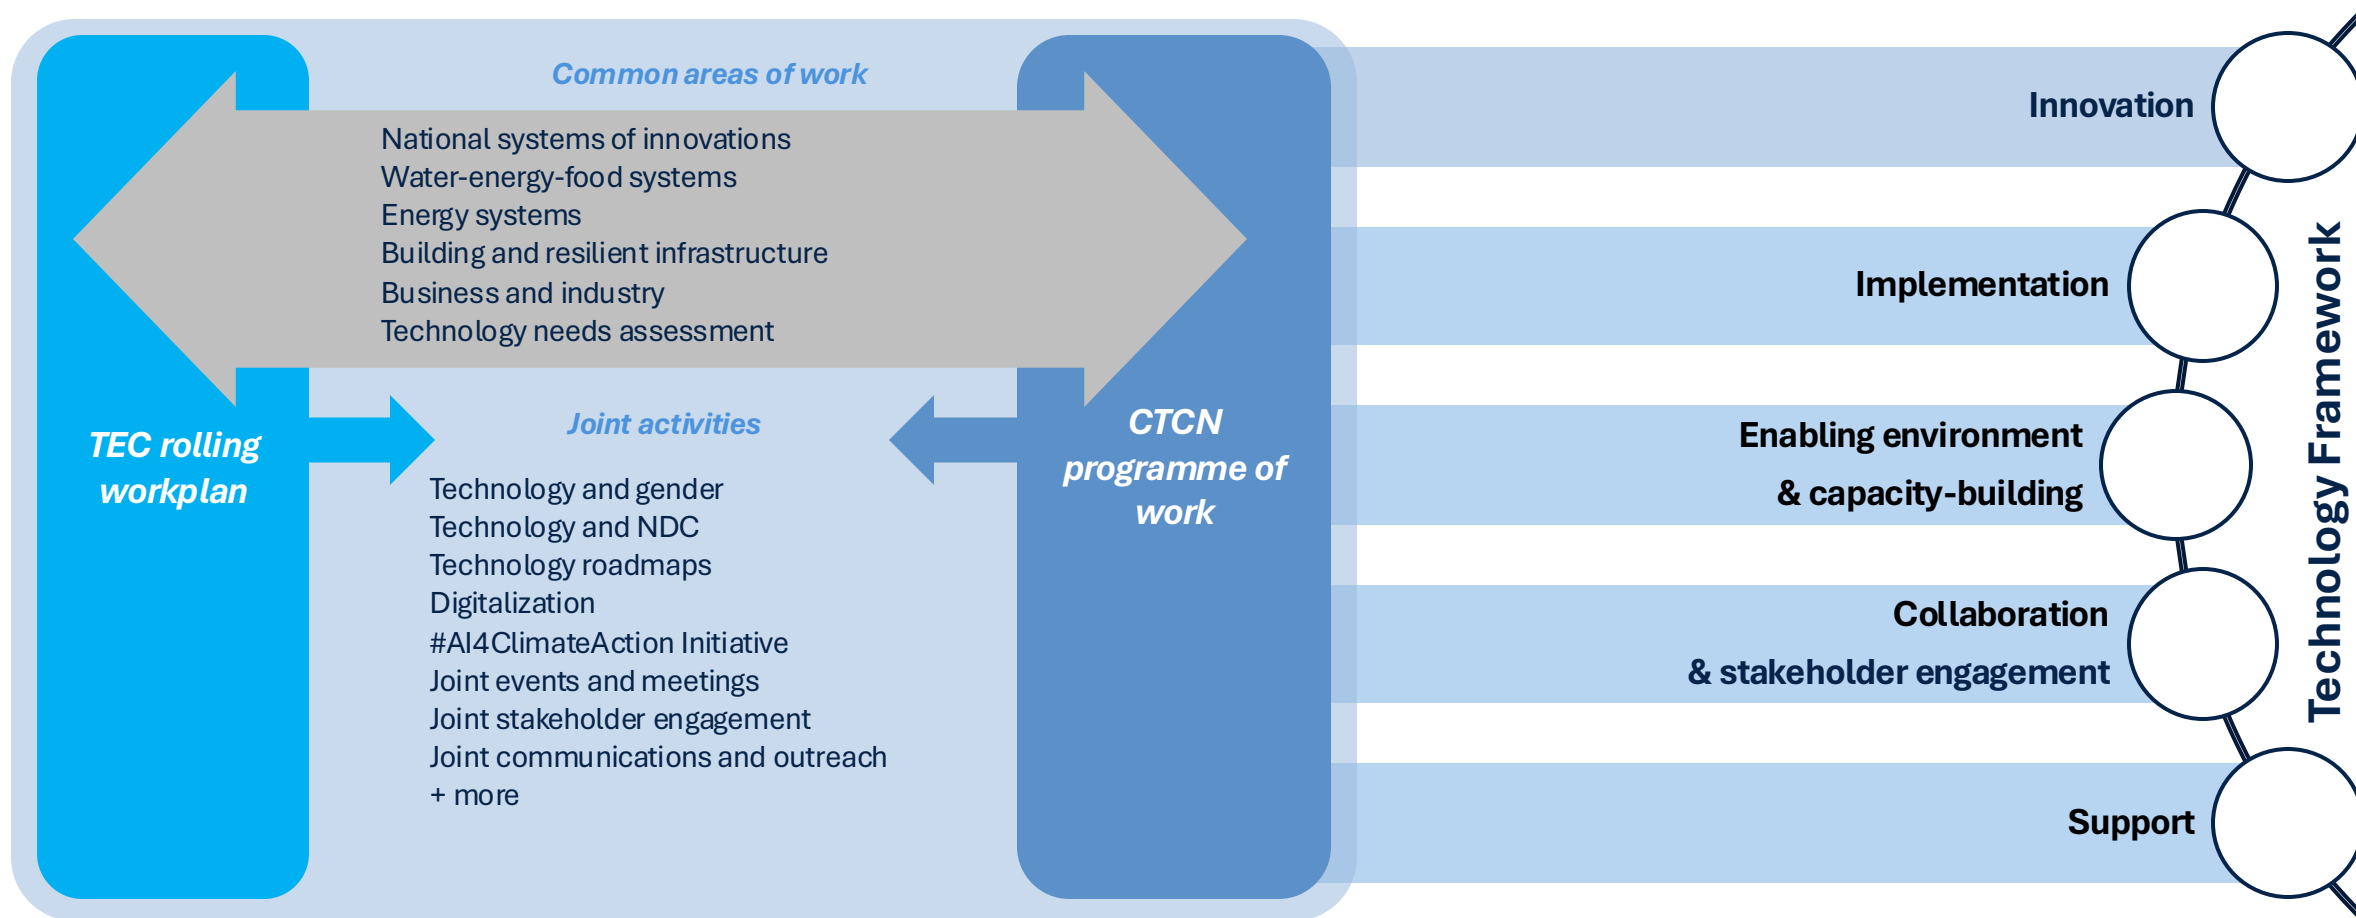 Common areas of work
National systems of innovations
Water-energy-food systems
Energy systems
Building and resilient infrastructure
Business and industry
Technology needs assessment
TEC rolling
workplan
Joint activities
Technology and gender
Technology and NDC
Technology roadmaps
Digitalization
#AI4ClimateAction Initiative
Joint events and meetings
Joint stakeholder engagement
Joint communications and outreach
+ more
CTCN
programme of
work
Innovation
Implementation
Enabling environment
& capacity-building
Collaboration
& stakeholder engagement
Support
Technology Framework